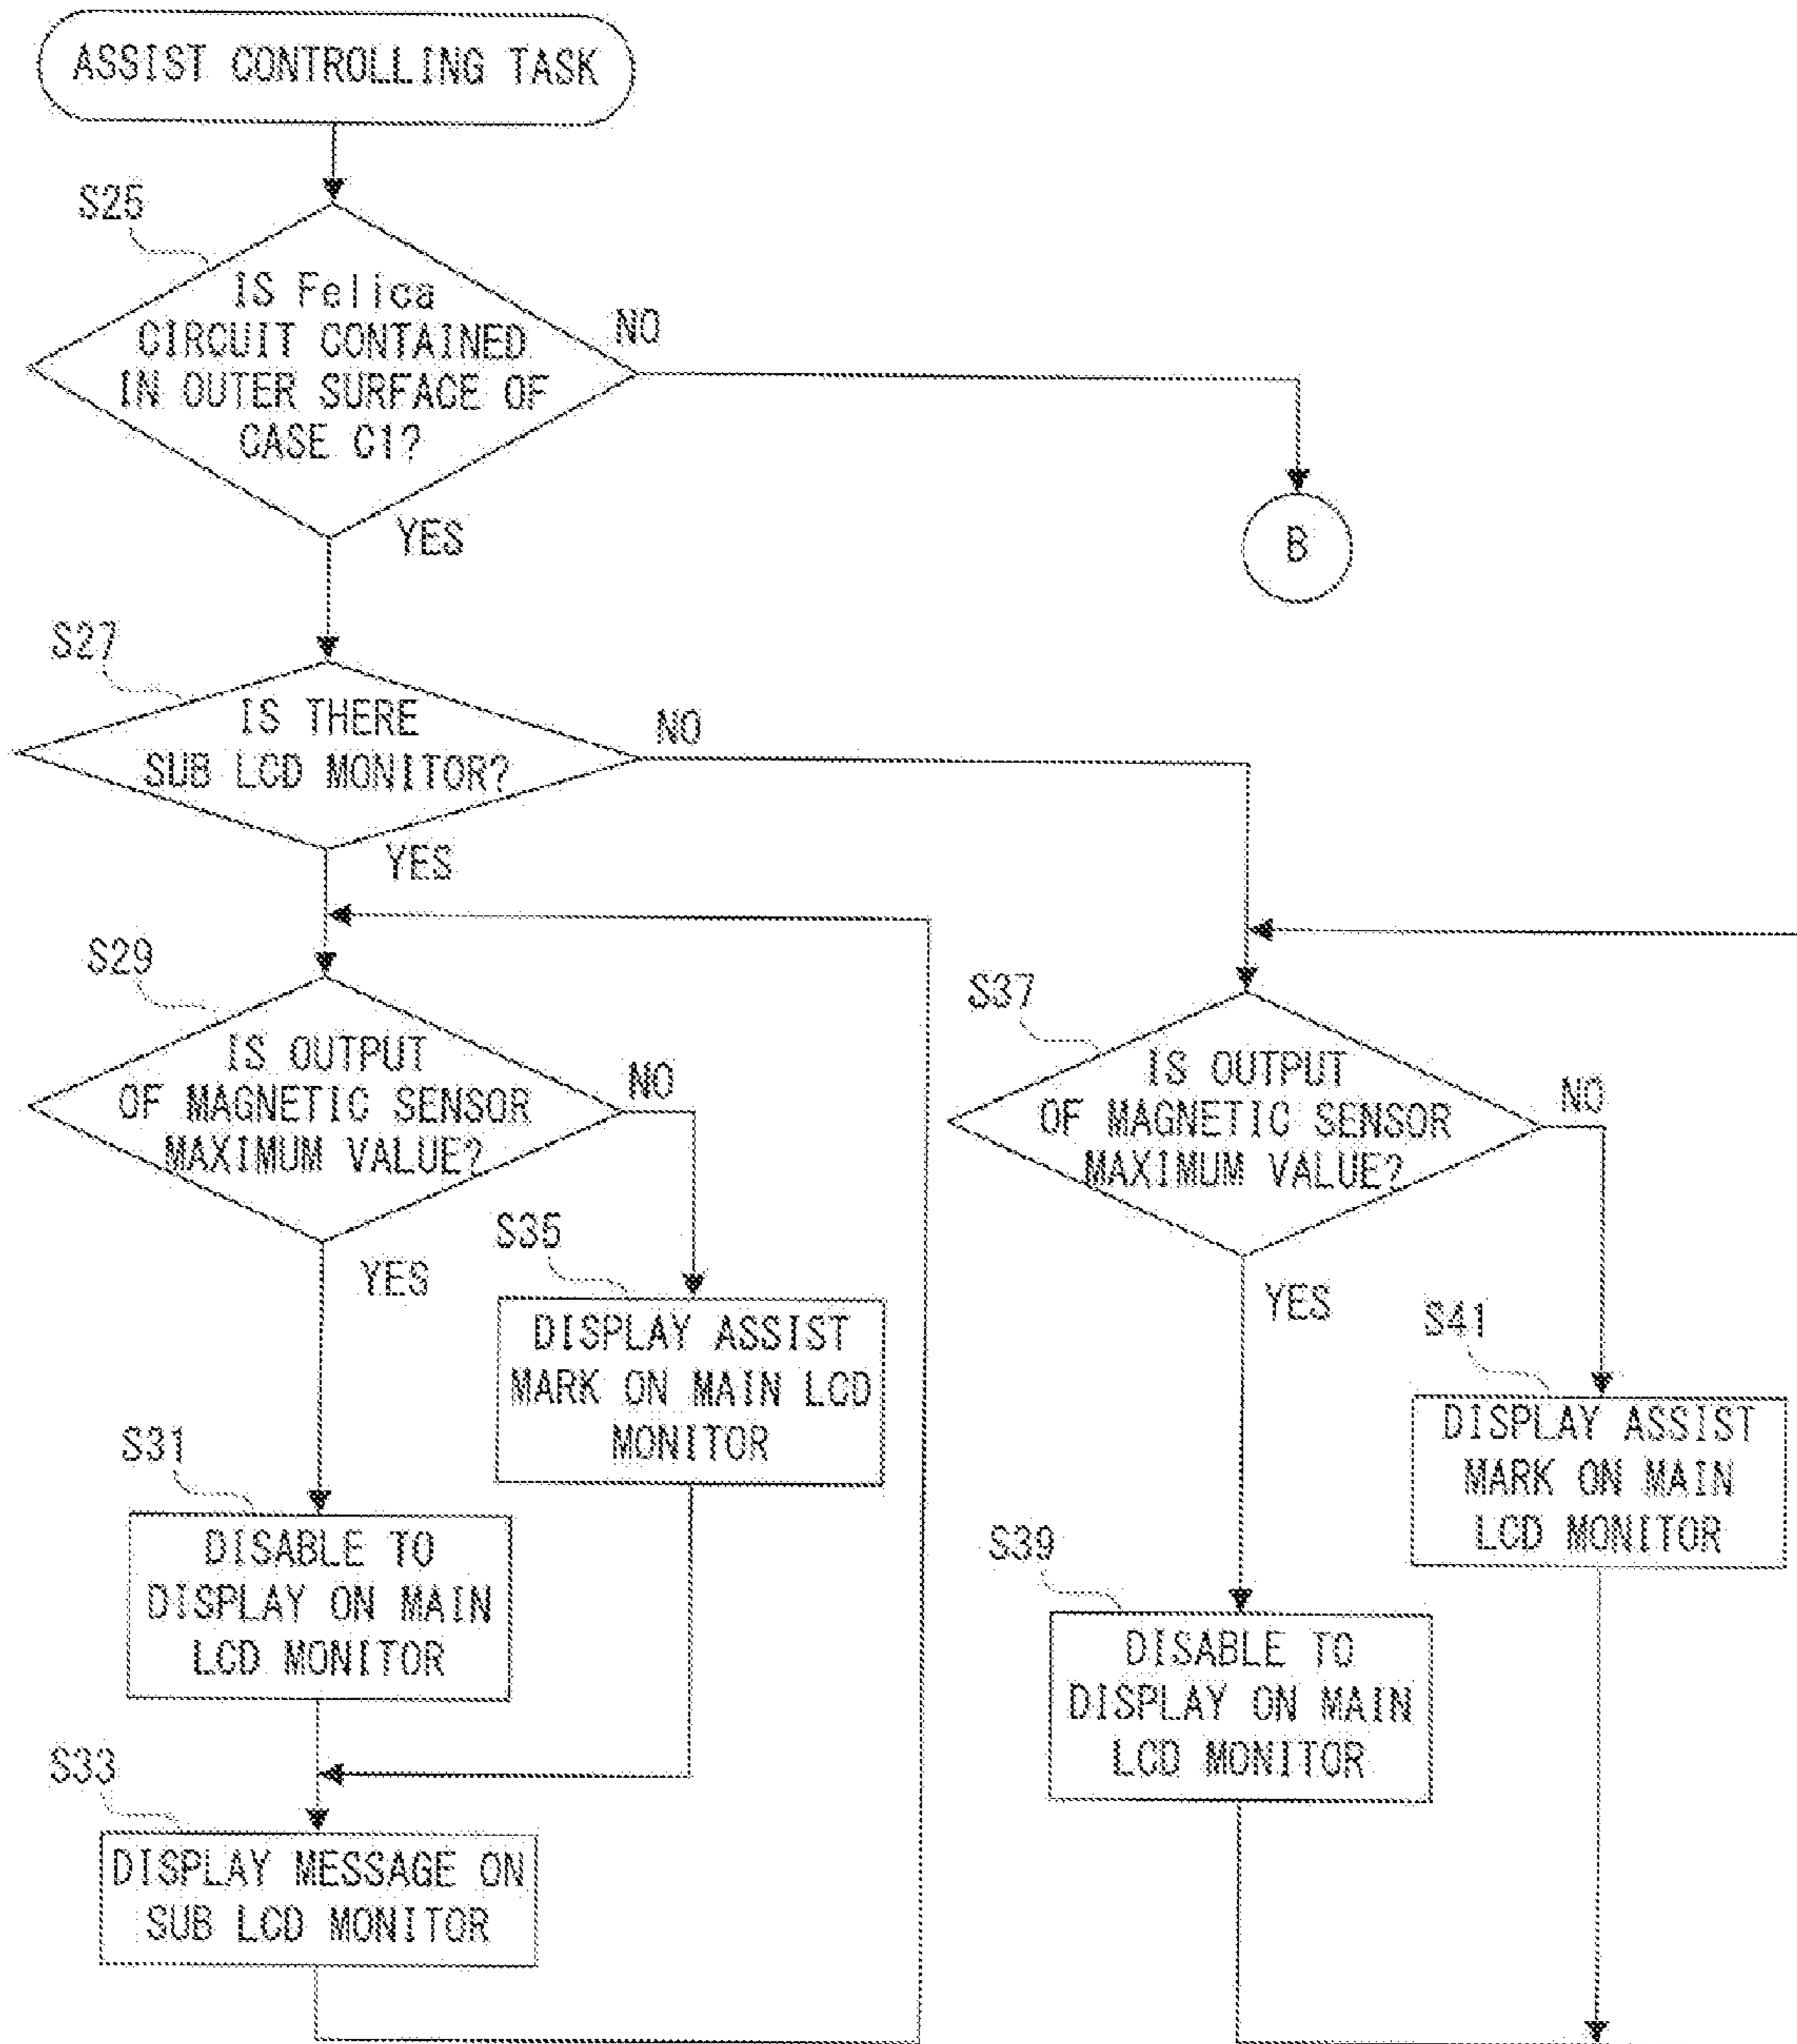 ASSIST CONTROLLING TASK
S25
IS Felica
CIRCUIT CONTAINED
IN OUTER SURFACE OF
CASE C1?
NO
YES
B
S27
IS THERE
SUB LCD MONITOR?
NO
YES
S29
IS OUTPUT
OF MAGNETIC SENSOR
MAXIMUM VALUE?
NO
YES
S35
DISPLAY ASSIST
MARK ON MAIN LCD
MONITOR
S31
DISABLE TO
DISPLAY ON MAIN
LCD MONITOR
S33
DISPLAY MESSAGE ON
SUB LCD MONITOR
S37
IS OUTPUT
OF MAGNETIC SENSOR
MAXIMUM VALUE?
NO
YES
S41
DISPLAY ASSIST
MARK ON MAIN
LCD MONITOR
S39
DISABLE TO
DISPLAY ON MAIN
LCD MONITOR